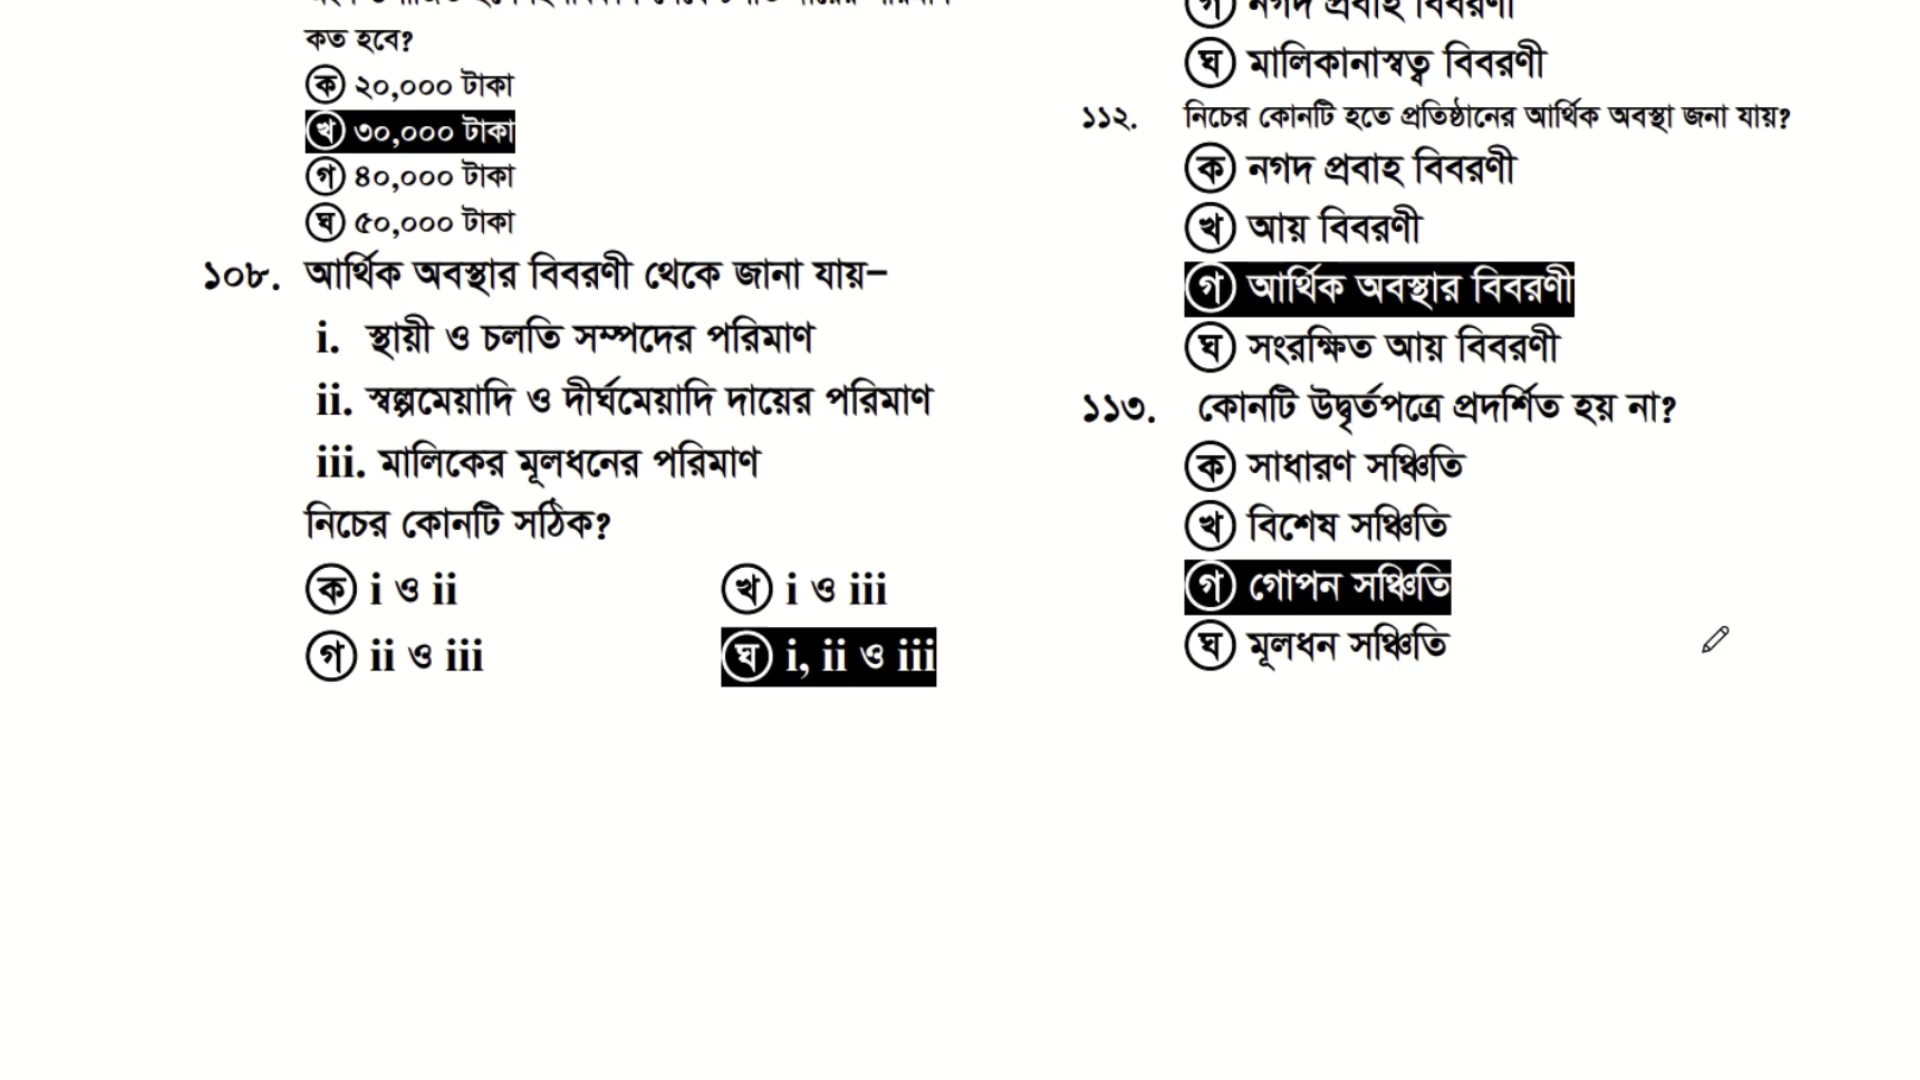 কত হবে?
ক ২০,০০০ টাকা
খ ৩০,০০০ টাকা
গ ৪০,০০০ টাকা
ঘ ৫০,০০০ টাকা
১০৮. আর্থিক অবস্থার বিবরণী থেকে জানা যায়–
i. স্থায়ী ও চলতি সম্পদের পরিমাণ
ii. স্বল্পমেয়াদি ও দীর্ঘমেয়াদি দায়ের পরিমাণ
iii. মালিকের মূলধনের পরিমাণ
নিচের কোনটি সঠিক?
ক i ও ii খ i ও iii
গ ii ও iii ঘ i, ii ও iii
গ নগদ প্রবাহ বিবরণী
ঘ মালিকানাস্বত্ব বিবরণী
১১২. নিচের কোনটি হতে প্রতিষ্ঠানের আর্থিক অবস্থা জনা যায়?
ক নগদ প্রবাহ বিবরণী
খ আয় বিবরণী
গ আর্থিক অবস্থার বিবরণী
ঘ সংরক্ষিত আয় বিবরণী
১১৩. কোনটি উদ্বৃর্তপত্রে প্রদর্শিত হয় না?
ক সাধারণ সঞ্চিতি
খ বিশেষ সঞ্চিতি
গ গোপন সঞ্চিতি
ঘ মূলধন সঞ্চিতি